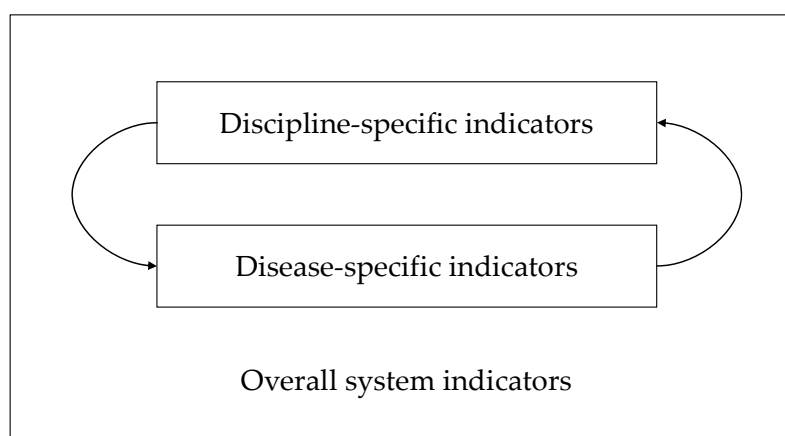 Discipline-specific indicators
Disease-specific indicators
Overall system indicators